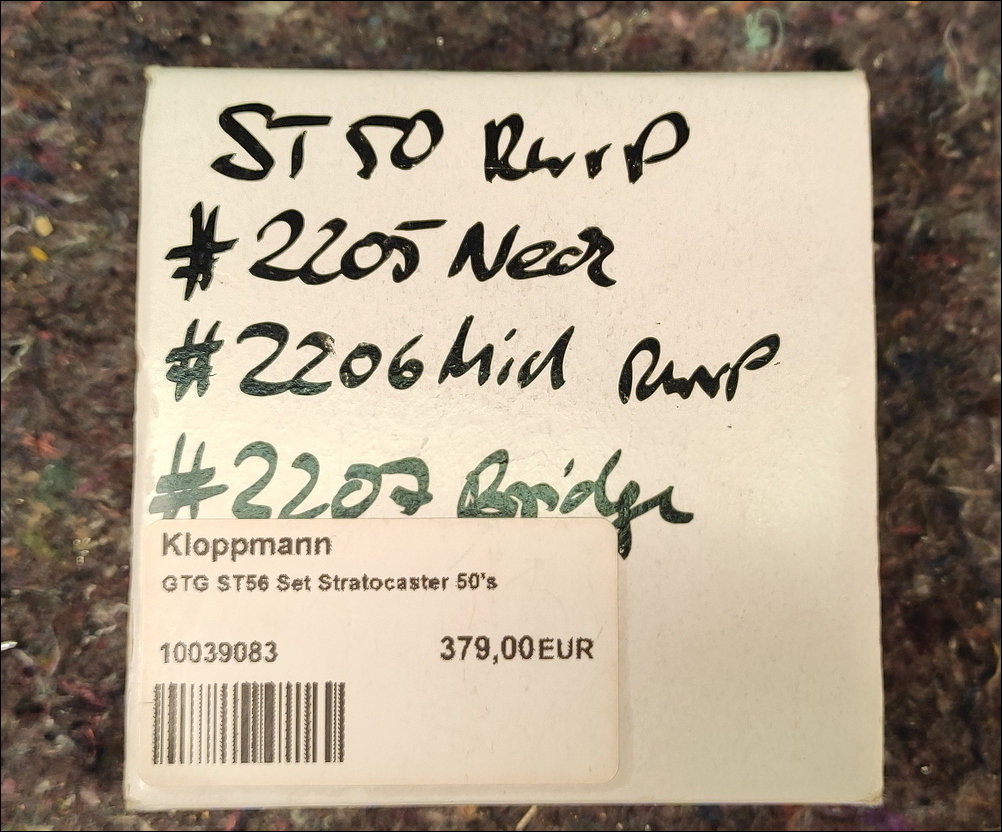 ST 50 RwrP
#2205 Neck
#2206 Mid RwrP
#2207 Bridge
Kloppmann
GTG ST56 Set Stratocaster 50's
10039083 379,00EUR